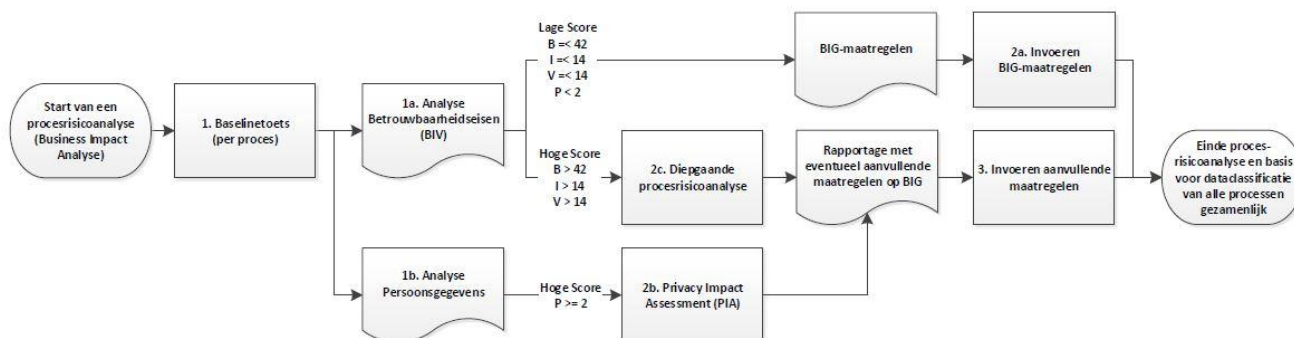 Start van een
procesrisicoanalyse
(Business Impact
Analyse)
1. Baselinetoets
(per proces)
1a. Analyse
Betrouwbaarheidseisen
(BIV)
Lage Score
B =< 42
I =< 14
V =< 14
P < 2
BIG-maatregelen
2a. Invoeren
BIG-maatregelen
Hoge Score
B > 42
I > 14
V > 14
2c. Diepgaande
procesrisicoanalyse
Rapportage met
eventueel aanvullende
maatregelen op BIG
3. Invoeren aanvullende
maatregelen
Einde proces-
risicoanalyse en basis
voor dataclassificatie
van alle processen
gezamenlijk
1b. Analyse
Persoonsgegevens
Hoge Score
P >= 2
2b. Privacy Impact
Assessment (PIA)